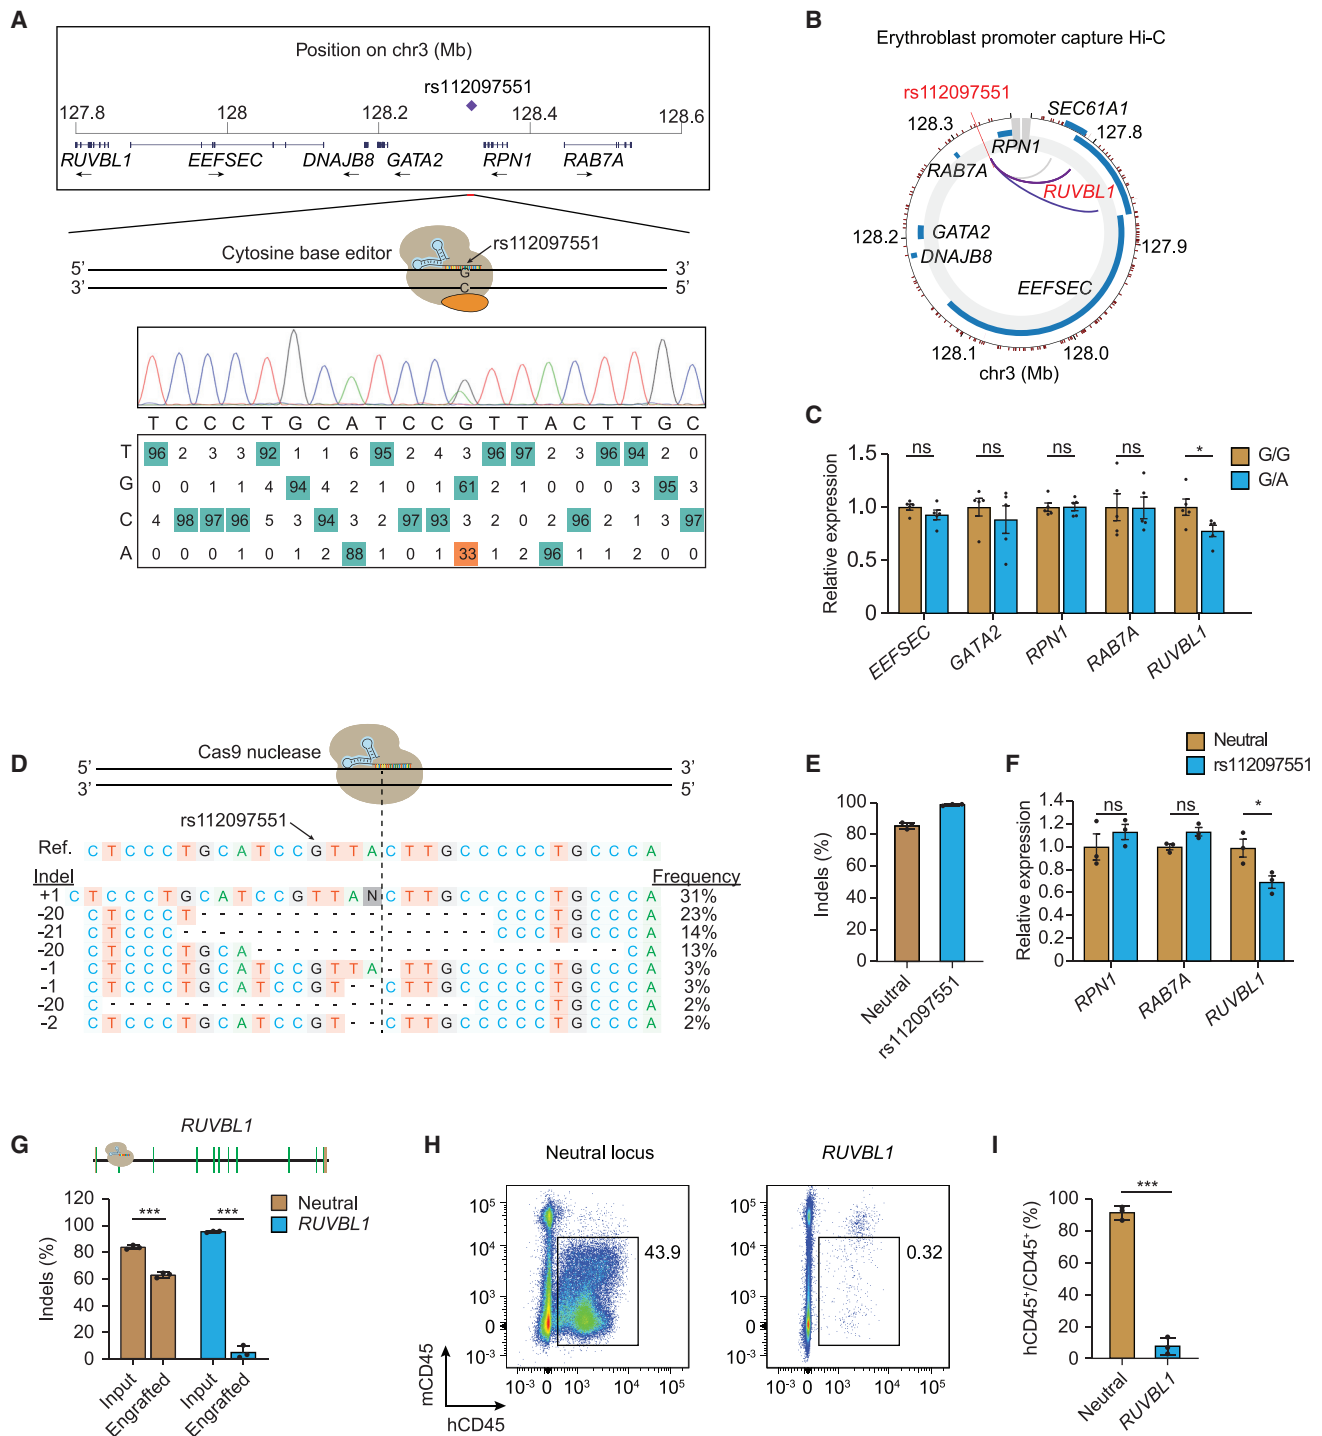 A
Position on chr3 (Mb)
rs112097551
127.8 128 128.2 128.4 128.6
RUVBL1 EEFSEC DNAJB8 GATA2 RPN1 RAB7A
Cytosine base editor
rs112097551
5' G 3'
3' C 5'
T C C C T G C A T C C G T T A C T T G C
T 96 2 3 3 92 1 1 6 95 2 4 3 96 97 2 3 96 94 2 0
G 0 0 1 1 4 94 4 2 1 0 1 61 2 1 0 0 0 3 95 3
C 4 98 97 96 5 3 94 3 2 97 93 3 2 0 2 96 2 1 3 97
A 0 0 0 1 0 1 2 88 1 0 1 33 1 2 96 1 1 2 0 0
B
Erythroblast promoter capture Hi-C
rs112097551
SEC61A1
128.3
127.8
RPN1
RAB7A
RUVBL1
GATA2
128.2
127.9
DNAJB8
EEFSEC
128.1
128.0
chr3 (Mb)
C
Relative expression
1.5
1.0
0.5
0
ns ns ns ns *
G/G
G/A
EEFSEC GATA2 RPN1 RAB7A RUVBL1
D
Cas9 nuclease
5' 3'
3' 5'
rs112097551
Ref. C T C C C T G C A T C C G T T A C T T G C C C C C T G C C C A
Indel Frequency
+1 C T C C C T G C A T C C G T T A N C T T G C C C C C T G C C C A 31%
-20 C T C C C T - - - - - - - - - - - - - - - - C C C T G C C C A 23%
-21 C T C C C - - - - - - - - - - - - - - - - - C C C T G C C C A 14%
-20 C T C C C T G C A - - - - - - - - - - - - - - - - - - - - C A 13%
-1 C T C C C T G C A T C C G T T A - T T G C C C C C T G C C C A 3%
-1 C T C C C T G C A T C C G T - - C T T G C C C C C T G C C C A 3%
-20 C - - - - - - - - - - - - - - - - - - - - C C C C T G C C C A 2%
-2 C T C C C T G C A T C C G T - - C T T G C C C C C T G C C C A 2%
E
Indels (%)
100
80
60
40
20
0
Neutral rs112097551
F
Neutral
rs112097551
Relative expression
1.4
1.2
1.0
0.8
0.6
0.4
0.2
0
ns ns *
RPN1 RAB7A RUVBL1
G
RUVBL1
Indels (%)
120
100
80
60
40
20
0
*** ***
Neutral
RUVBL1
Input Engrafted Input Engrafted
H
Neutral locus RUVBL1
10⁵
10⁴
10³
0
10⁻³
43.9
10⁻³ 0 10³ 10⁴ 10⁵
mCD45
hCD45
10⁵
10⁴
10³
0
10⁻³
0.32
10⁻³ 0 10³ 10⁴ 10⁵
I
hCD45⁺/CD45⁺ (%)
100
80
60
40
20
0
***
Neutral RUVBL1